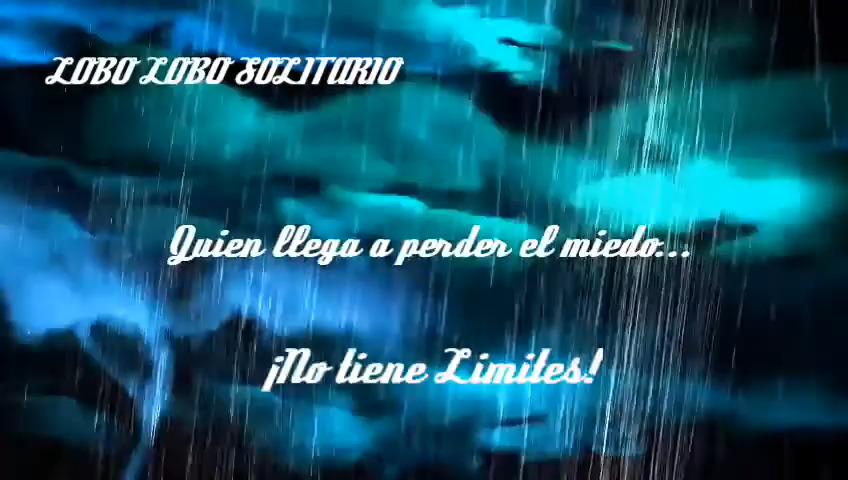 LOBO LOBO SOLITARIO
Quien llega a perder el miedo...
¡No tiene Limites!